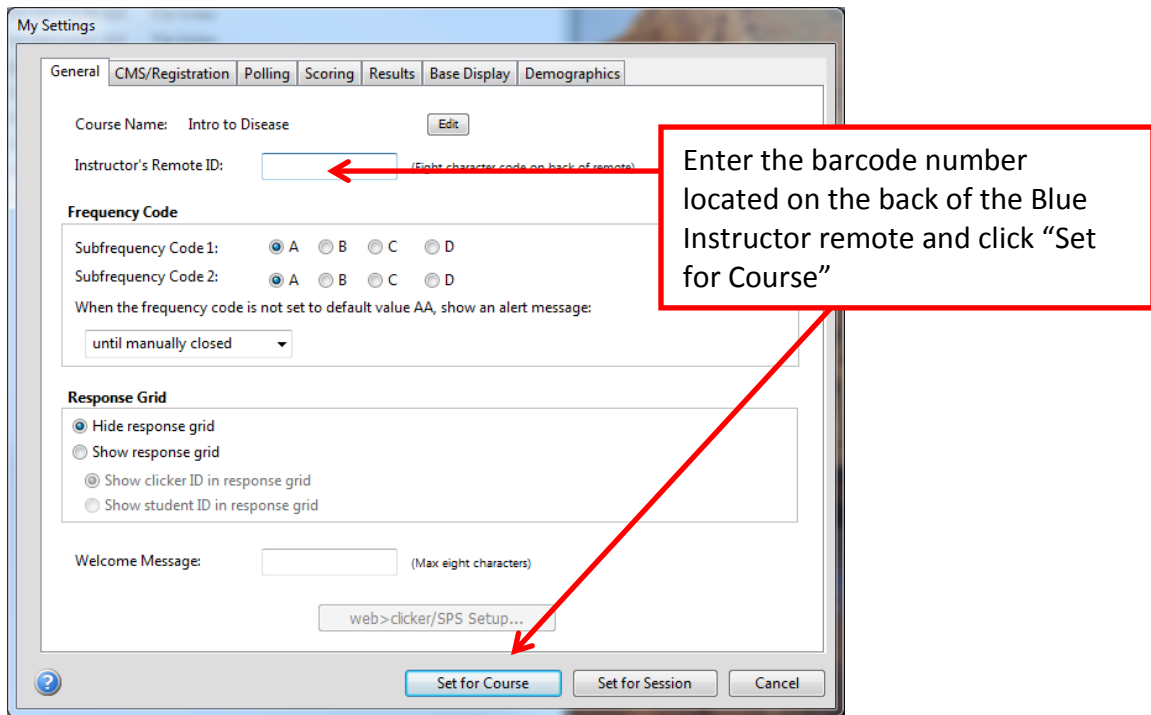 My Settings
General CMS/Registration Polling Scoring Results Base Display Demographics
Course Name: Intro to Disease Edit
Instructor's Remote ID: (Eight character code on back of remote)
Enter the barcode number
located on the back of the Blue
Instructor remote and click “Set
for Course”
Frequency Code
Subfrequency Code 1: A B C D
Subfrequency Code 2: A B C D
When the frequency code is not set to default value AA, show an alert message:
until manually closed
Response Grid
Hide response grid
Show response grid
Show clicker ID in response grid
Show student ID in response grid
Welcome Message: (Max eight characters)
web>clicker/SPS Setup...
? Set for Course Set for Session Cancel